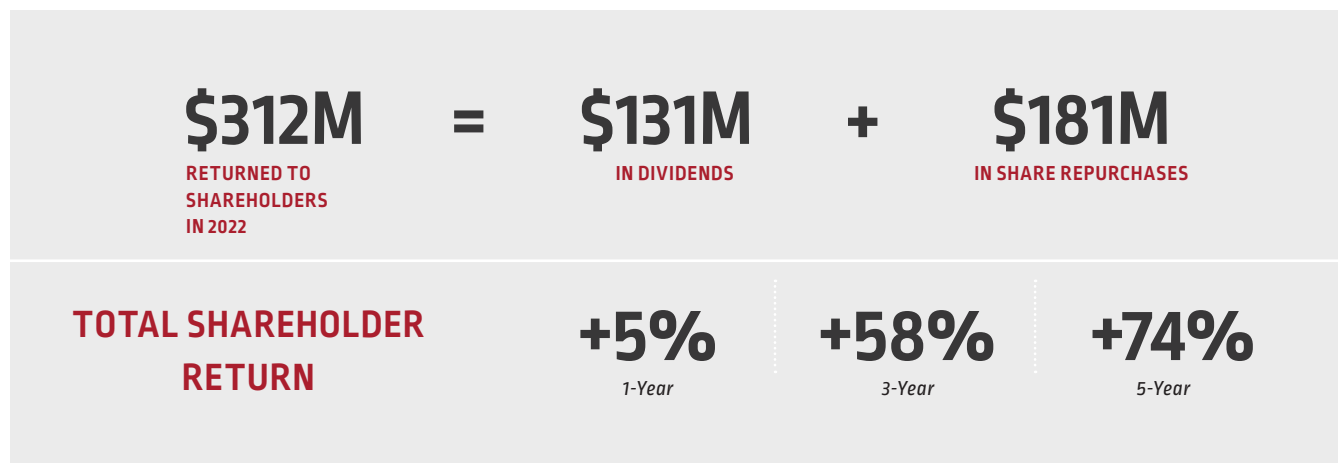 $312M = $131M + $181M
RETURNED TO IN DIVIDENDS IN SHARE REPURCHASES
SHAREHOLDERS
IN 2022
TOTAL SHAREHOLDER
RETURN
+5% +58% +74%
1-Year 3-Year 5-Year